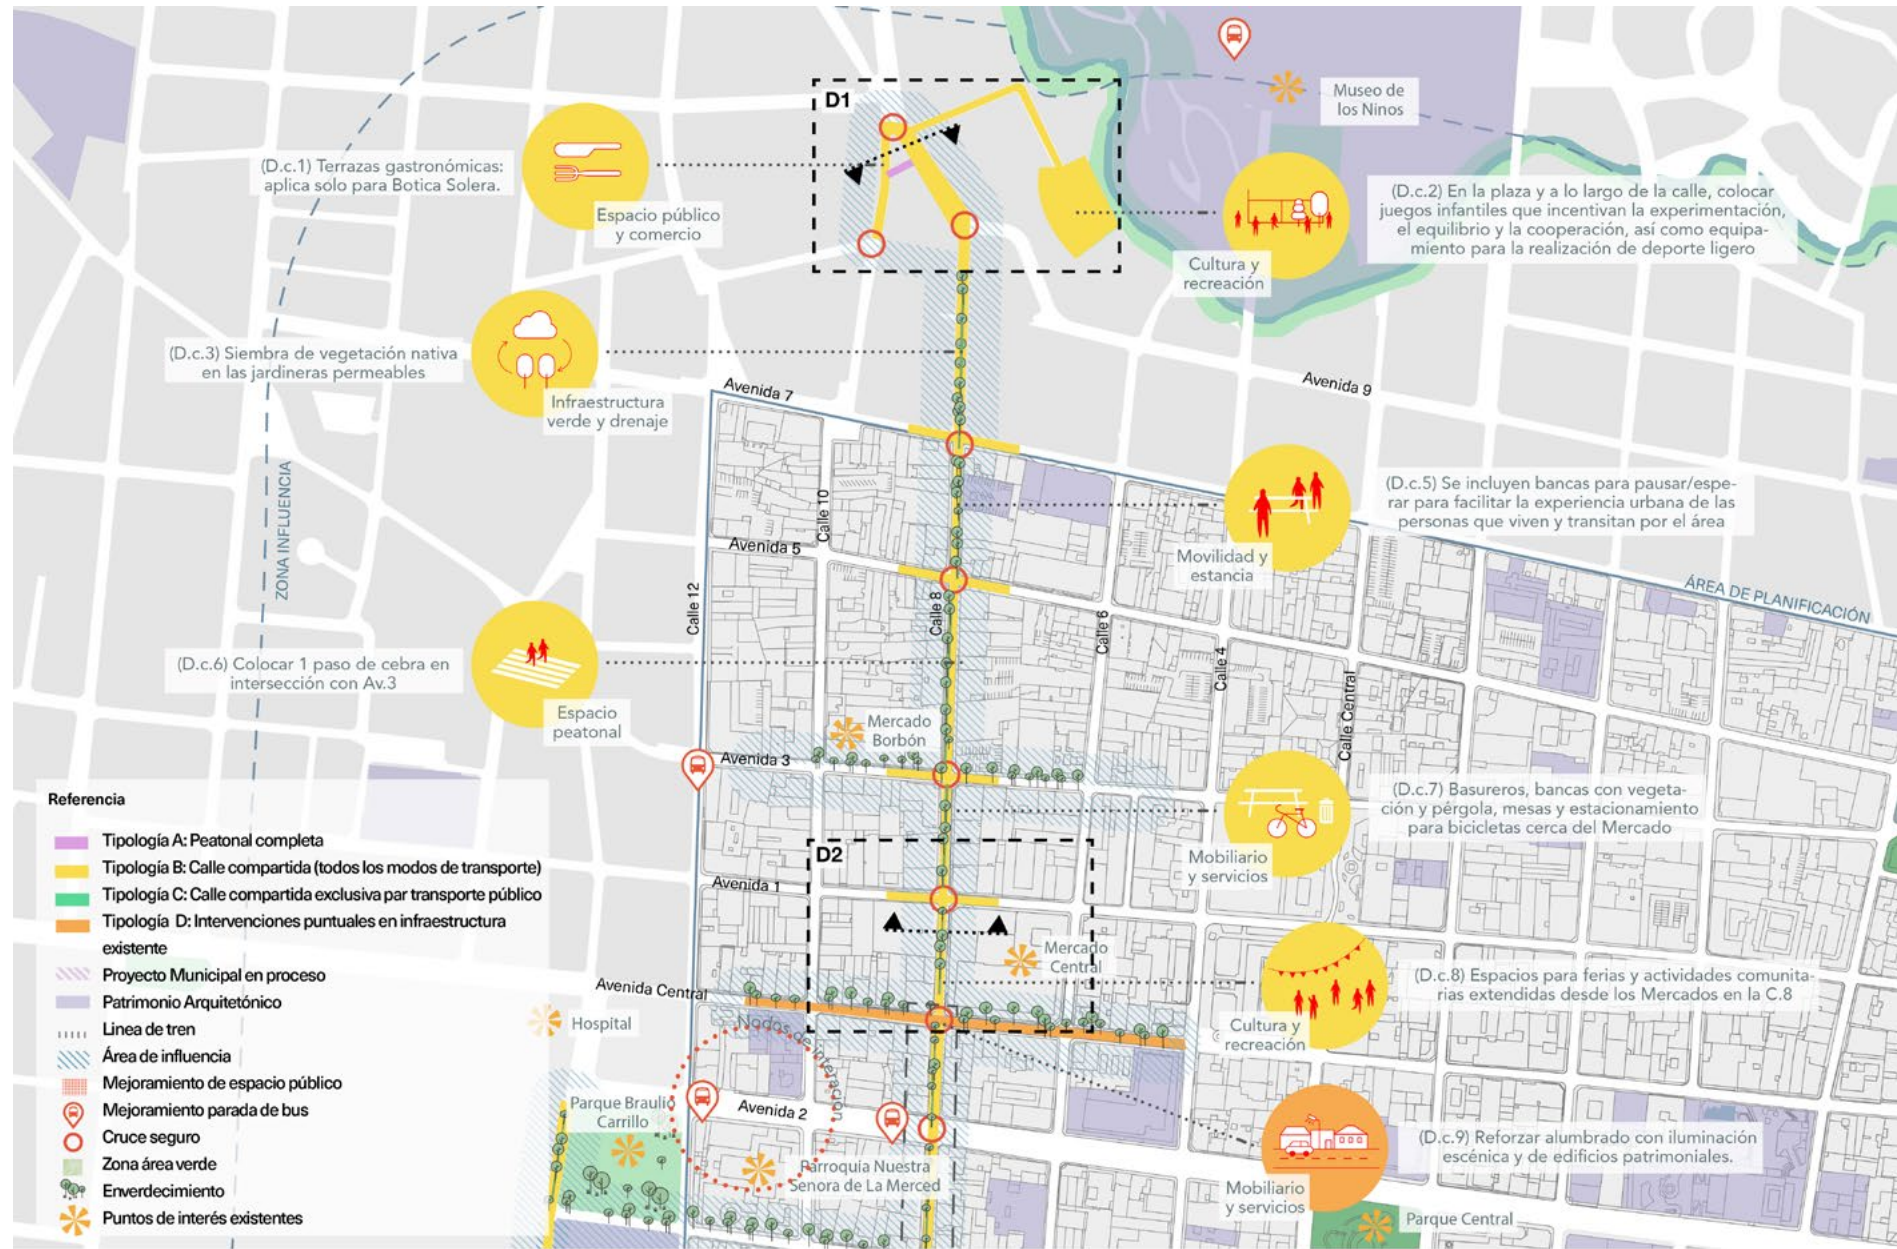 D1
Museo de
los Ninos
(D.c.1) Terrazas gastronómicas:
aplica solo para Botica Solera.
Espacio público
y comercio
(D.c.2) En la plaza y a lo largo de la calle, colocar
juegos infantiles que incentivan la experimentación,
el equilibrio y la cooperación, así como equipa-
miento para la realización de deporte ligero
Cultura y
recreación
(D.c.3) Siembra de vegetación nativa
en las jardineras permeables
Infraestructura
verde y drenaje
Avenida 7
Avenida 9
ZONA INFLUENCIA
Calle 10
(D.c.5) Se incluyen bancas para pausar/espe-
rar para facilitar la experiencia urbana de las
personas que viven y transitan por el área
Movilidad y
estancia
Avenida 5
ÁREA DE PLANIFICACIÓN
Calle 12
Calle 8
Calle 6
Calle 4
Calle Central
(D.c.6) Colocar 1 paso de cebra en
intersección con Av.3
Espacio
peatonal
Mercado
Borbón
Avenida 3
(D.c.7) Basureros, bancas con vegeta-
ción y pérgola, mesas y estacionamiento
para bicicletas cerca del Mercado
Mobiliario
y servicios
D2
Avenida 1
Mercado
Central
(D.c.8) Espacios para ferias y actividades comunita-
rias extendidas desde los Mercados en la C.8
Cultura y
recreación
Avenida Central
Hospital
Nodos de Interacción
Parque Braulio
Carrillo
Avenida 2
Parroquia Nuestra
Senora de La Merced
(D.c.9) Reforzar alumbrado con iluminación
escénica y de edificios patrimoniales.
Mobiliario
y servicios
Parque Central
Referencia
Tipología A: Peatonal completa
Tipología B: Calle compartida (todos los modos de transporte)
Tipología C: Calle compartida exclusiva par transporte público
Tipología D: Intervenciones puntuales en infraestructura
existente
Proyecto Municipal en proceso
Patrimonio Arquitetónico
Linea de tren
Área de influencia
Mejoramiento de espacio público
Mejoramiento parada de bus
Cruce seguro
Zona área verde
Enverdecimiento
Puntos de interés existentes